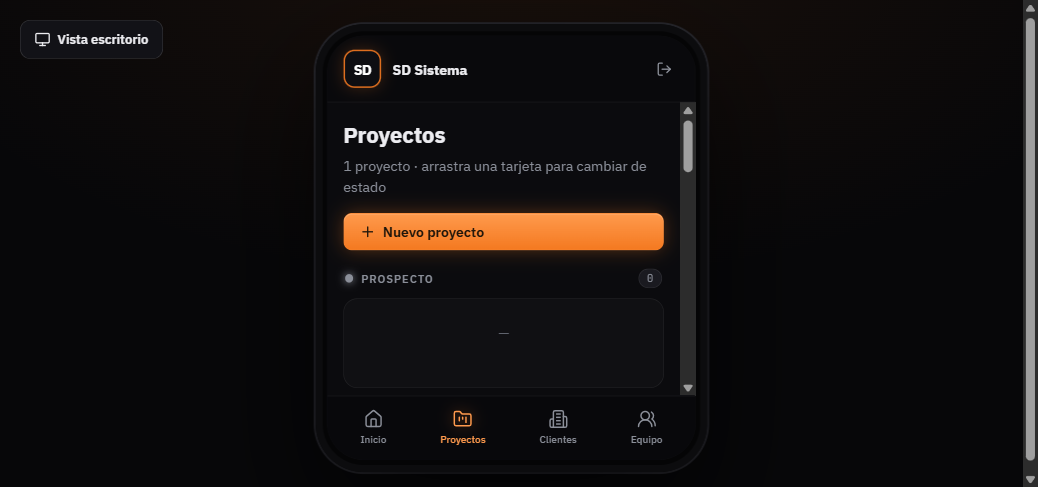 Vista escritorio
SD
SD Sistema
Proyectos
1 proyecto · arrastra una tarjeta para cambiar de
estado
+ Nuevo proyecto
PROSPECTO
0
—
Inicio
Proyectos
Clientes
Equipo